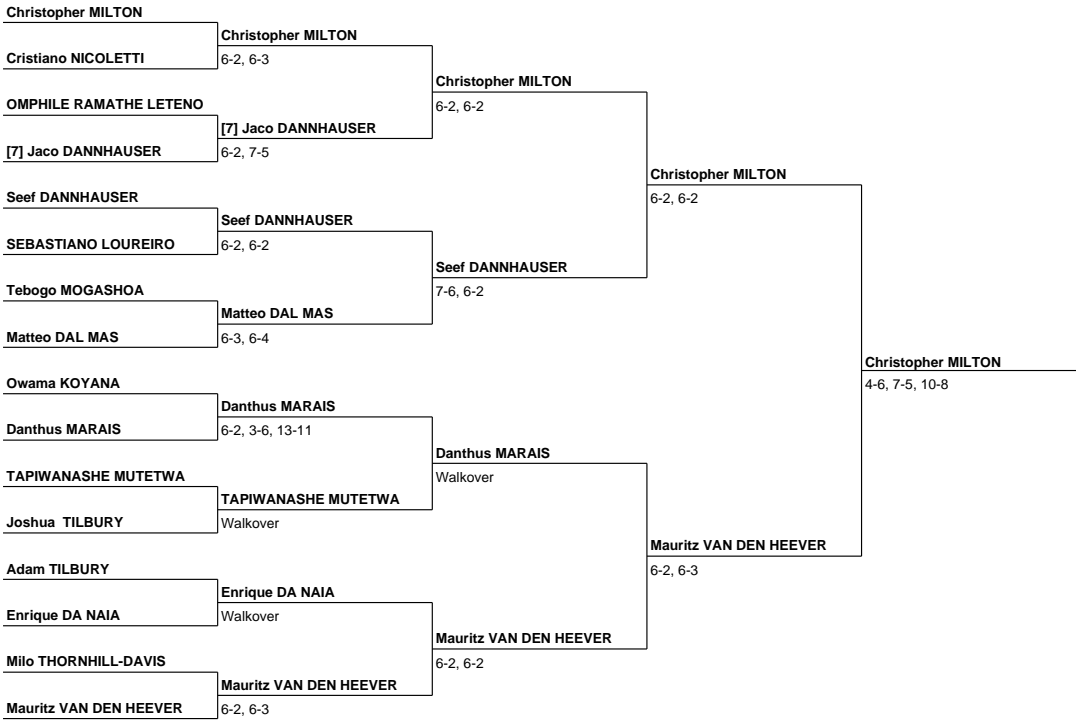 Christopher MILTON
Christopher MILTON
Cristiano NICOLETTI
6-2, 6-3
Christopher MILTON
OMPHILE RAMATHE LETENO
6-2, 6-2
[7] Jaco DANNHAUSER
[7] Jaco DANNHAUSER
6-2, 7-5
Christopher MILTON
Seef DANNHAUSER
6-2, 6-2
Seef DANNHAUSER
SEBASTIANO LOUREIRO
6-2, 6-2
Seef DANNHAUSER
Tebogo MOGASHOA
7-6, 6-2
Matteo DAL MAS
Matteo DAL MAS
6-3, 6-4
Christopher MILTON
Owama KOYANA
4-6, 7-5, 10-8
Danthus MARAIS
Danthus MARAIS
6-2, 3-6, 13-11
Danthus MARAIS
TAPIWANASHE MUTETWA
Walkover
TAPIWANASHE MUTETWA
Joshua  TILBURY
Walkover
Mauritz VAN DEN HEEVER
Adam TILBURY
6-2, 6-3
Enrique DA NAIA
Enrique DA NAIA
Walkover
Mauritz VAN DEN HEEVER
Milo THORNHILL-DAVIS
6-2, 6-2
Mauritz VAN DEN HEEVER
Mauritz VAN DEN HEEVER
6-2, 6-3